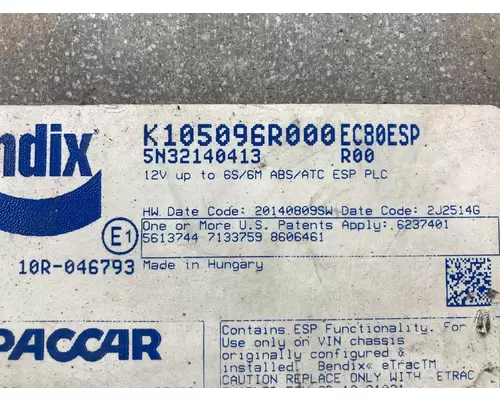 ndix
K105096R000 EC80ESP
5N32140413 R00
12V up to 6S/6M ABS/ATC ESP PLC
HW Date Code: 20140809SW Date Code: 2J2514G
One or More U.S. Patents Apply: 6237401
5613744 7133759 8606461
E1
10R-046793 Made in Hungary
PACCAR
Contains ESP Functionality. For
Use only on VIN chassis
originally configured &
installed. Bendix« eTracTM
CAUTION REPLACE ONLY WITH ETRAC